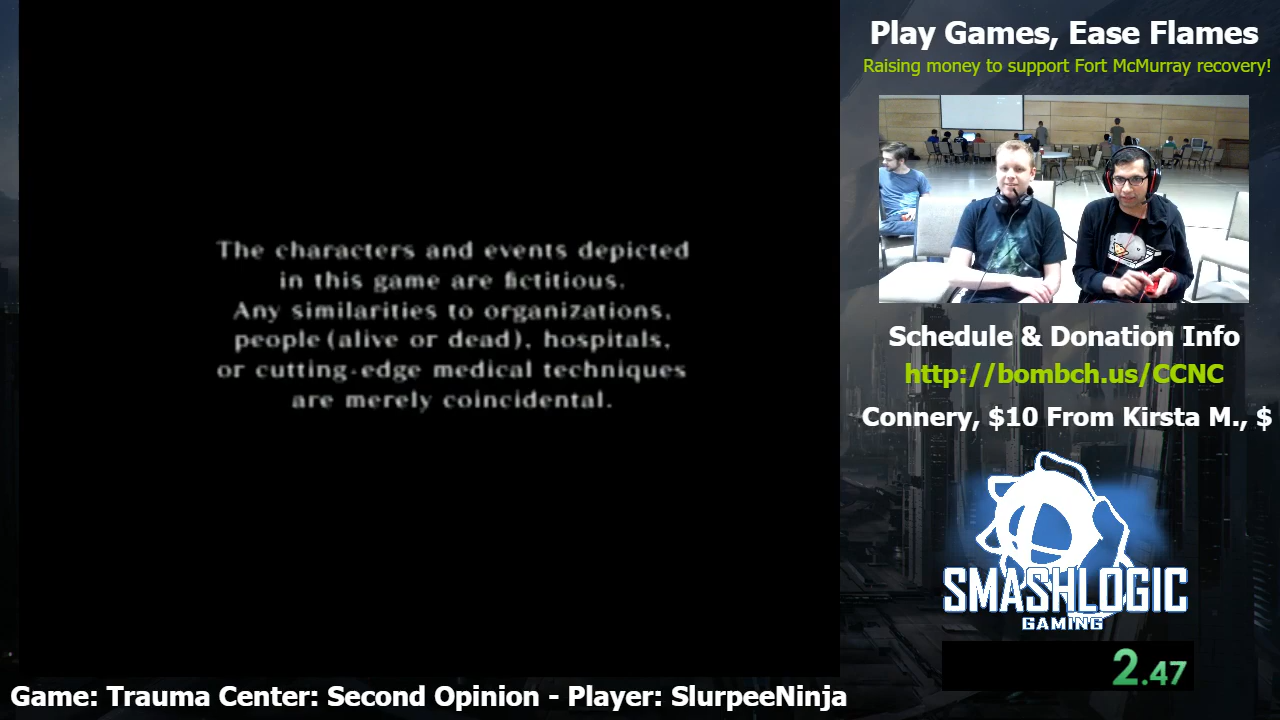 The characters and events depicted
in this game are fictitious.
Any similarities to organizations,
people (alive or dead), hospitals,
or cutting-edge medical techniques
are merely coincidental.
Play Games, Ease Flames
Raising money to support Fort McMurray recovery!
Schedule & Donation Info
http://bombch.us/CCNC
Connery, $10 From Kirsta M., $
SMASHLOGIC
GAMING
2.47
Game: Trauma Center: Second Opinion - Player: SlurpeeNinja